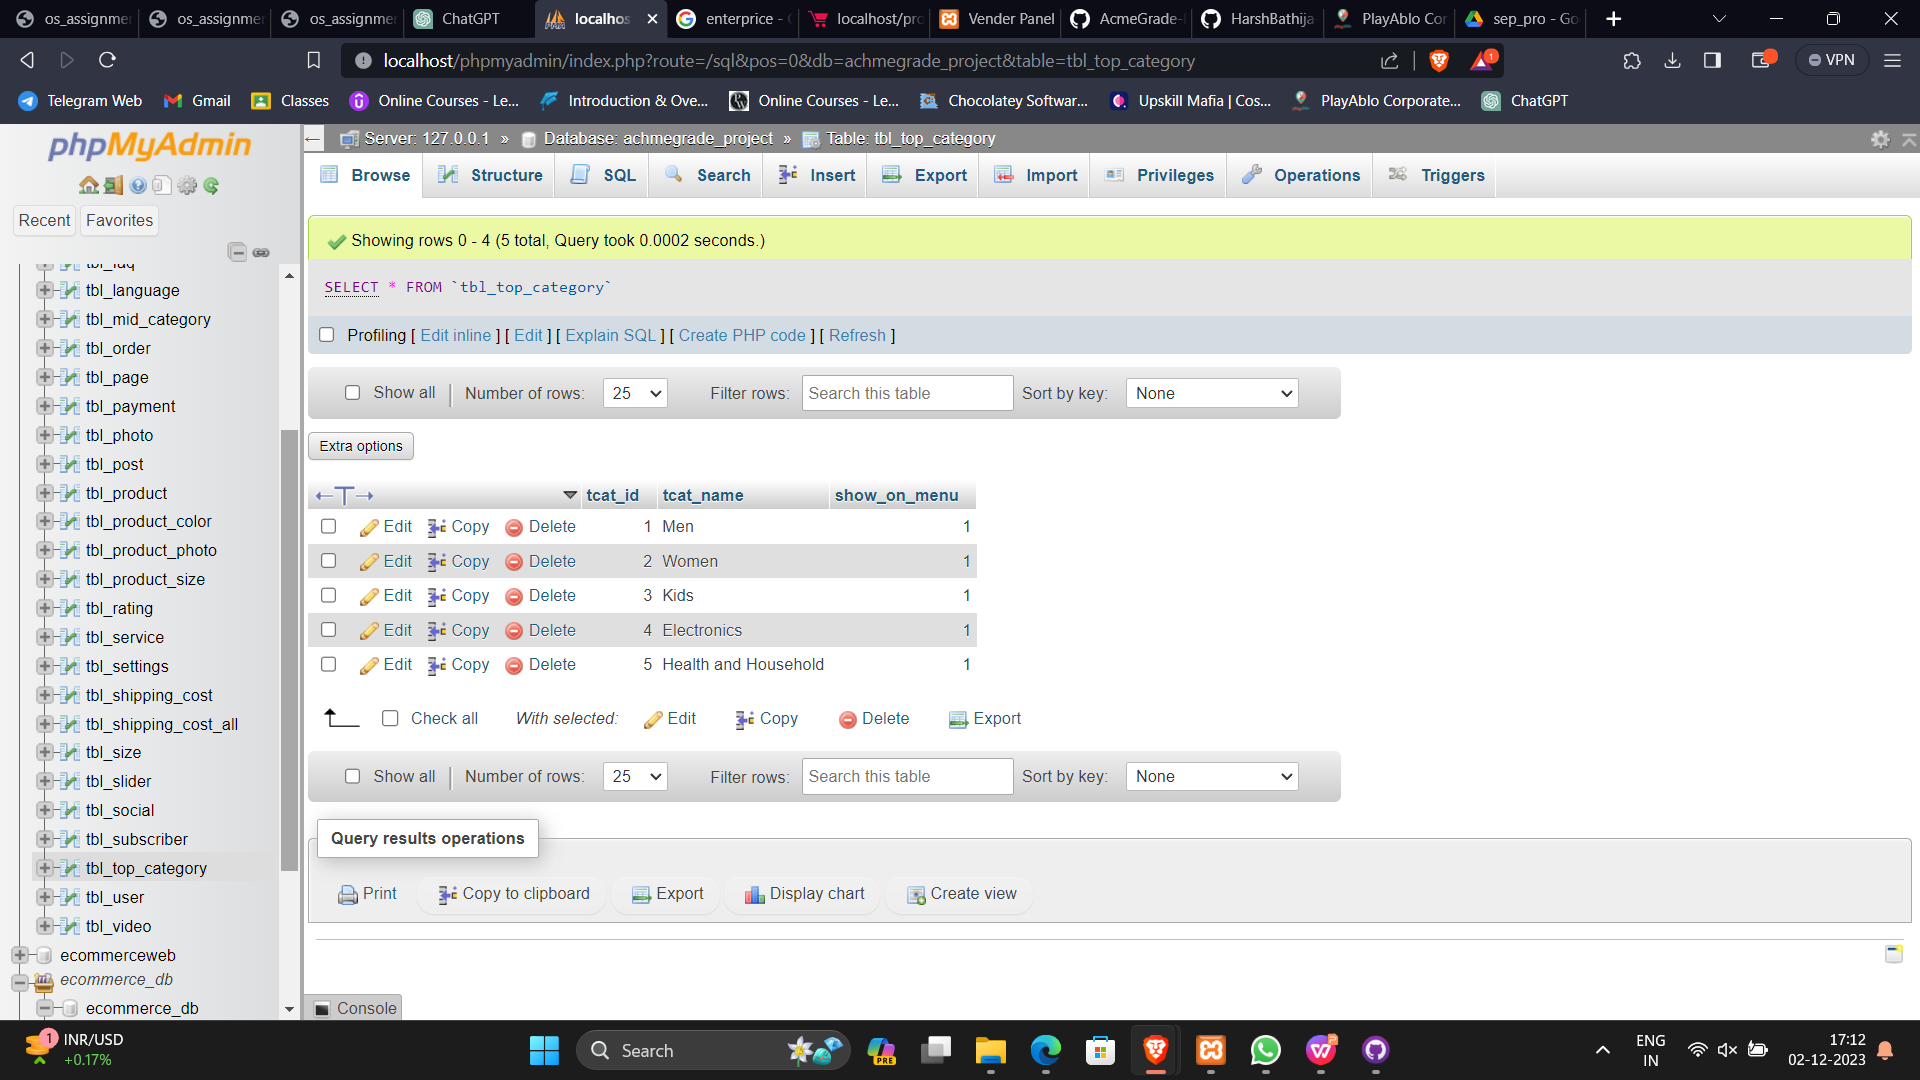 os_assignmen
os_assignmen
os_assignmen
ChatGPT
localhos
enterprice -
localhost/pro
Vender Panel
AcmeGrade-
HarshBathija
PlayAblo Cor
sep_pro - Go
localhost/phpmyadmin/index.php?route=/sql&pos=0&db=achmegrade_project&table=tbl_top_category
1
VPN
Telegram Web
Gmail
Classes
Online Courses - Le...
Introduction & Ove...
Online Courses - Le...
Chocolatey Softwar...
Upskill Mafia | Cos...
PlayAblo Corporate...
ChatGPT
phpMyAdmin
Recent
Favorites
tbl_faq
tbl_language
tbl_mid_category
tbl_order
tbl_page
tbl_payment
tbl_photo
tbl_post
tbl_product
tbl_product_color
tbl_product_photo
tbl_product_size
tbl_rating
tbl_service
tbl_settings
tbl_shipping_cost
tbl_shipping_cost_all
tbl_size
tbl_slider
tbl_social
tbl_subscriber
tbl_top_category
tbl_user
tbl_video
ecommerceweb
ecommerce_db
ecommerce_db
Server: 127.0.0.1 » Database: achmegrade_project » Table: tbl_top_category
Browse
Structure
SQL
Search
Insert
Export
Import
Privileges
Operations
Triggers
Showing rows 0 - 4 (5 total, Query took 0.0002 seconds.)
SELECT * FROM `tbl_top_category`
Profiling [ Edit inline ] [ Edit ] [ Explain SQL ] [ Create PHP code ] [ Refresh ]
Show all | Number of rows: 25 Filter rows: Search this table Sort by key: None
Extra options
tcat_id tcat_name show_on_menu
Edit Copy Delete 1 Men 1
Edit Copy Delete 2 Women 1
Edit Copy Delete 3 Kids 1
Edit Copy Delete 4 Electronics 1
Edit Copy Delete 5 Health and Household 1
Check all With selected: Edit Copy Delete Export
Show all | Number of rows: 25 Filter rows: Search this table Sort by key: None
Query results operations
Print Copy to clipboard Export Display chart Create view
Console
1
INR/USD
+0.17%
Search
PRE
ENG
IN
17:12
02-12-2023